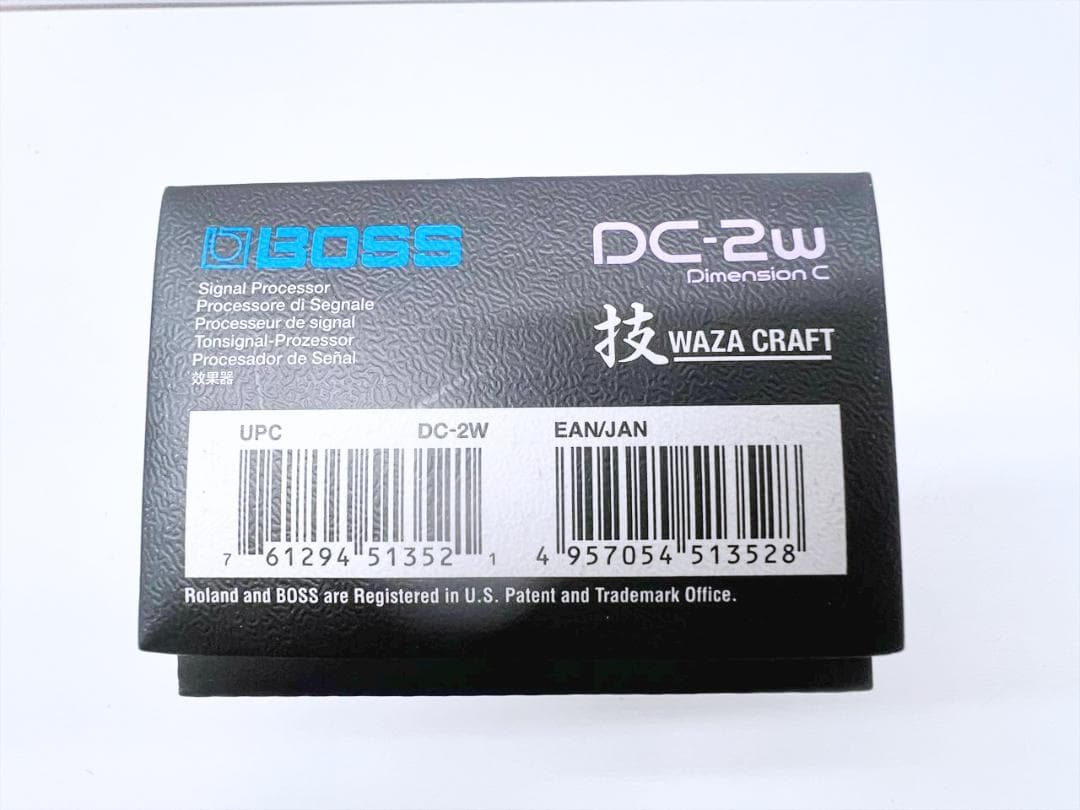 BOSS
Signal Processor
Processore di Segnale
Processeur de signal
Tonsignal-Prozessor
Procesador de Señal
效果器
DC-2w
Dimension C
技 WAZA CRAFT
UPC DC-2W
7 61294 51352 1
EAN/JAN
4 957054 513528
Roland and BOSS are Registered in U.S. Patent and Trademark Office.